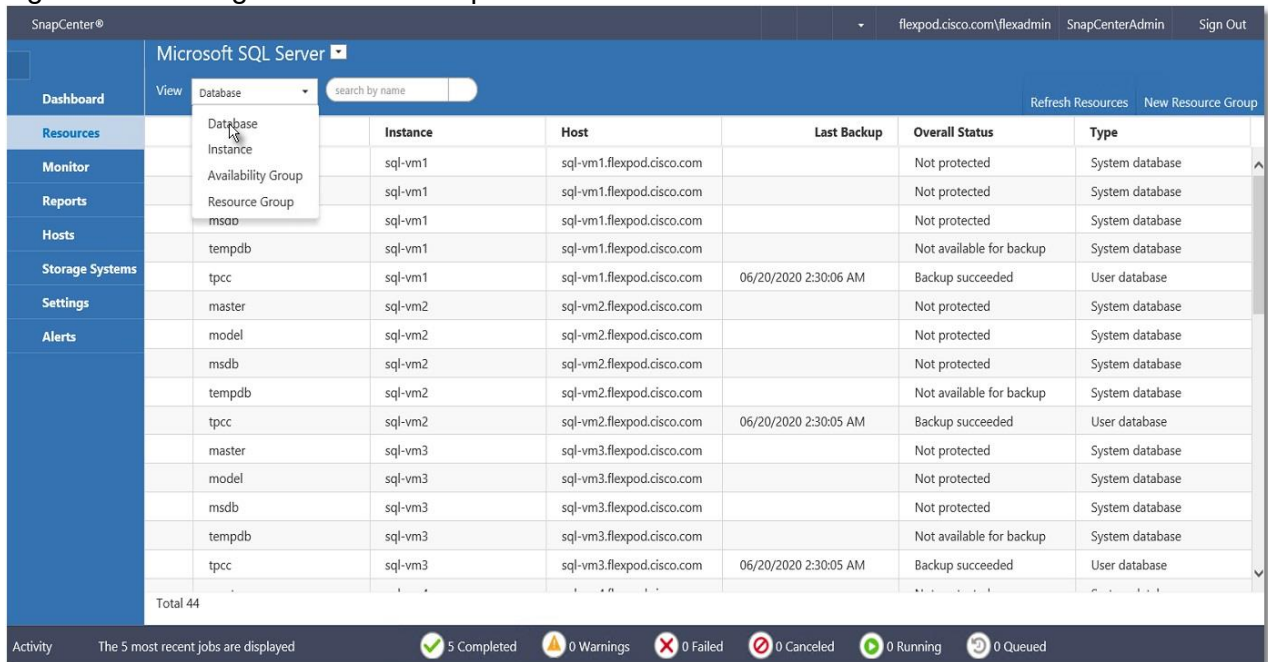 SnapCenter®
flexpod.cisco.com\flexadmin SnapCenterAdmin Sign Out
Microsoft SQL Server
View Database search by name
Refresh Resources New Resource Group
Dashboard
Resources
Monitor
Reports
Hosts
Storage Systems
Settings
Alerts
Database
Instance
Availability Group
Resource Group
Instance Host Last Backup Overall Status Type
sql-vm1 sql-vm1.flexpod.cisco.com Not protected System database
sql-vm1 sql-vm1.flexpod.cisco.com Not protected System database
msdb sql-vm1 sql-vm1.flexpod.cisco.com Not protected System database
tempdb sql-vm1 sql-vm1.flexpod.cisco.com Not available for backup System database
tpcc sql-vm1 sql-vm1.flexpod.cisco.com 06/20/2020 2:30:06 AM Backup succeeded User database
master sql-vm2 sql-vm2.flexpod.cisco.com Not protected System database
model sql-vm2 sql-vm2.flexpod.cisco.com Not protected System database
msdb sql-vm2 sql-vm2.flexpod.cisco.com Not protected System database
tempdb sql-vm2 sql-vm2.flexpod.cisco.com Not available for backup System database
tpcc sql-vm2 sql-vm2.flexpod.cisco.com 06/20/2020 2:30:05 AM Backup succeeded User database
master sql-vm3 sql-vm3.flexpod.cisco.com Not protected System database
model sql-vm3 sql-vm3.flexpod.cisco.com Not protected System database
msdb sql-vm3 sql-vm3.flexpod.cisco.com Not protected System database
tempdb sql-vm3 sql-vm3.flexpod.cisco.com Not available for backup System database
tpcc sql-vm3 sql-vm3.flexpod.cisco.com 06/20/2020 2:30:05 AM Backup succeeded User database
Total 44
Activity The 5 most recent jobs are displayed 5 Completed 0 Warnings 0 Failed 0 Canceled 0 Running 0 Queued